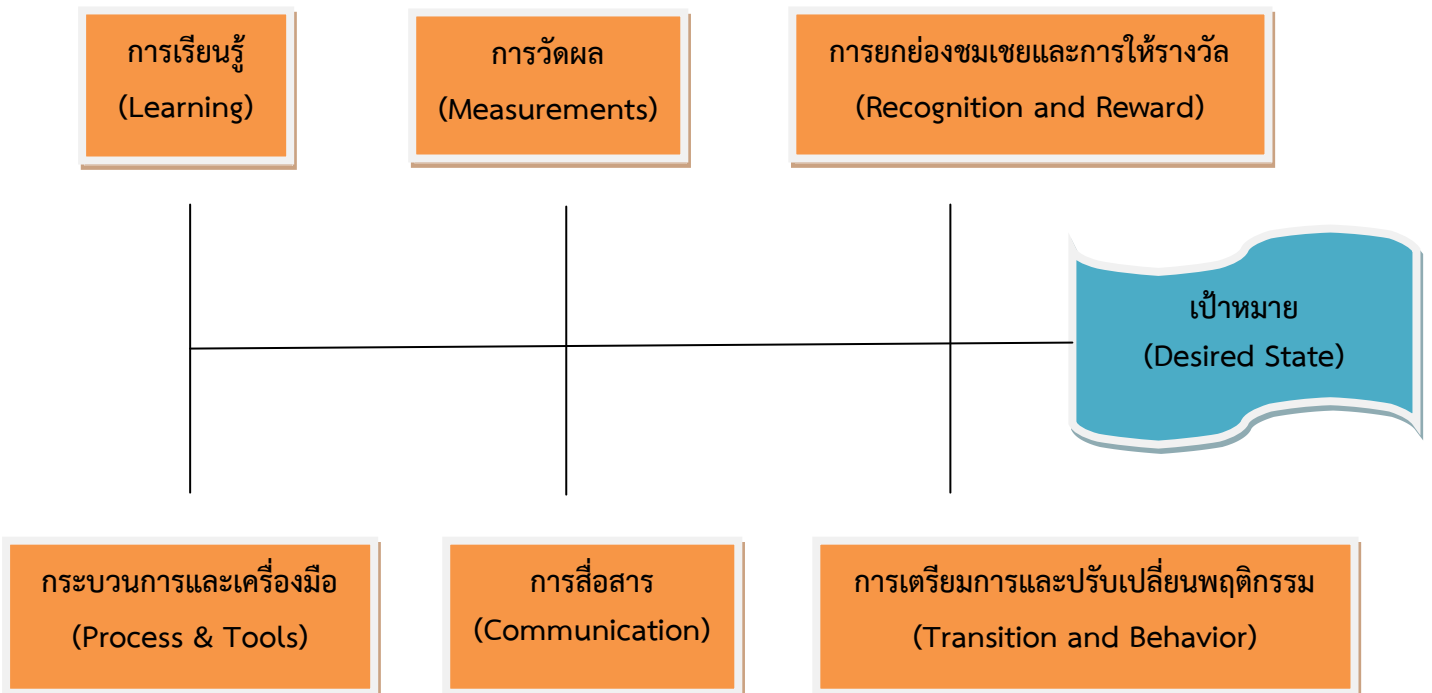 การเรียนรู้
(Learning)
การวัดผล
(Measurements)
การยกย่องชมเชยและการให้รางวัล
(Recognition and Reward)
เป้าหมาย
(Desired State)
กระบวนการและเครื่องมือ
(Process & Tools)
การสื่อสาร
(Communication)
การเตรียมการและปรับเปลี่ยนพฤติกรรม
(Transition and Behavior)